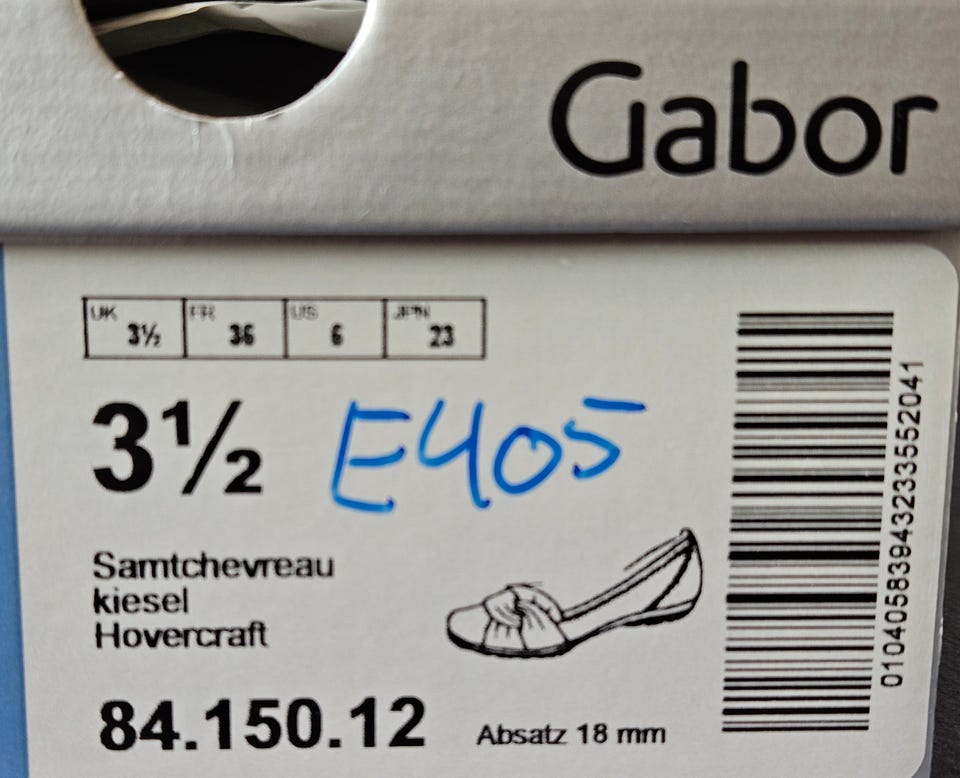 Gabor
UK 3½ FR 36 US 6 JPN 23
3½ E405
Samtchevreau
kiesel
Hovercraft
84.150.12 Absatz 18 mm
0104058394323355​2041